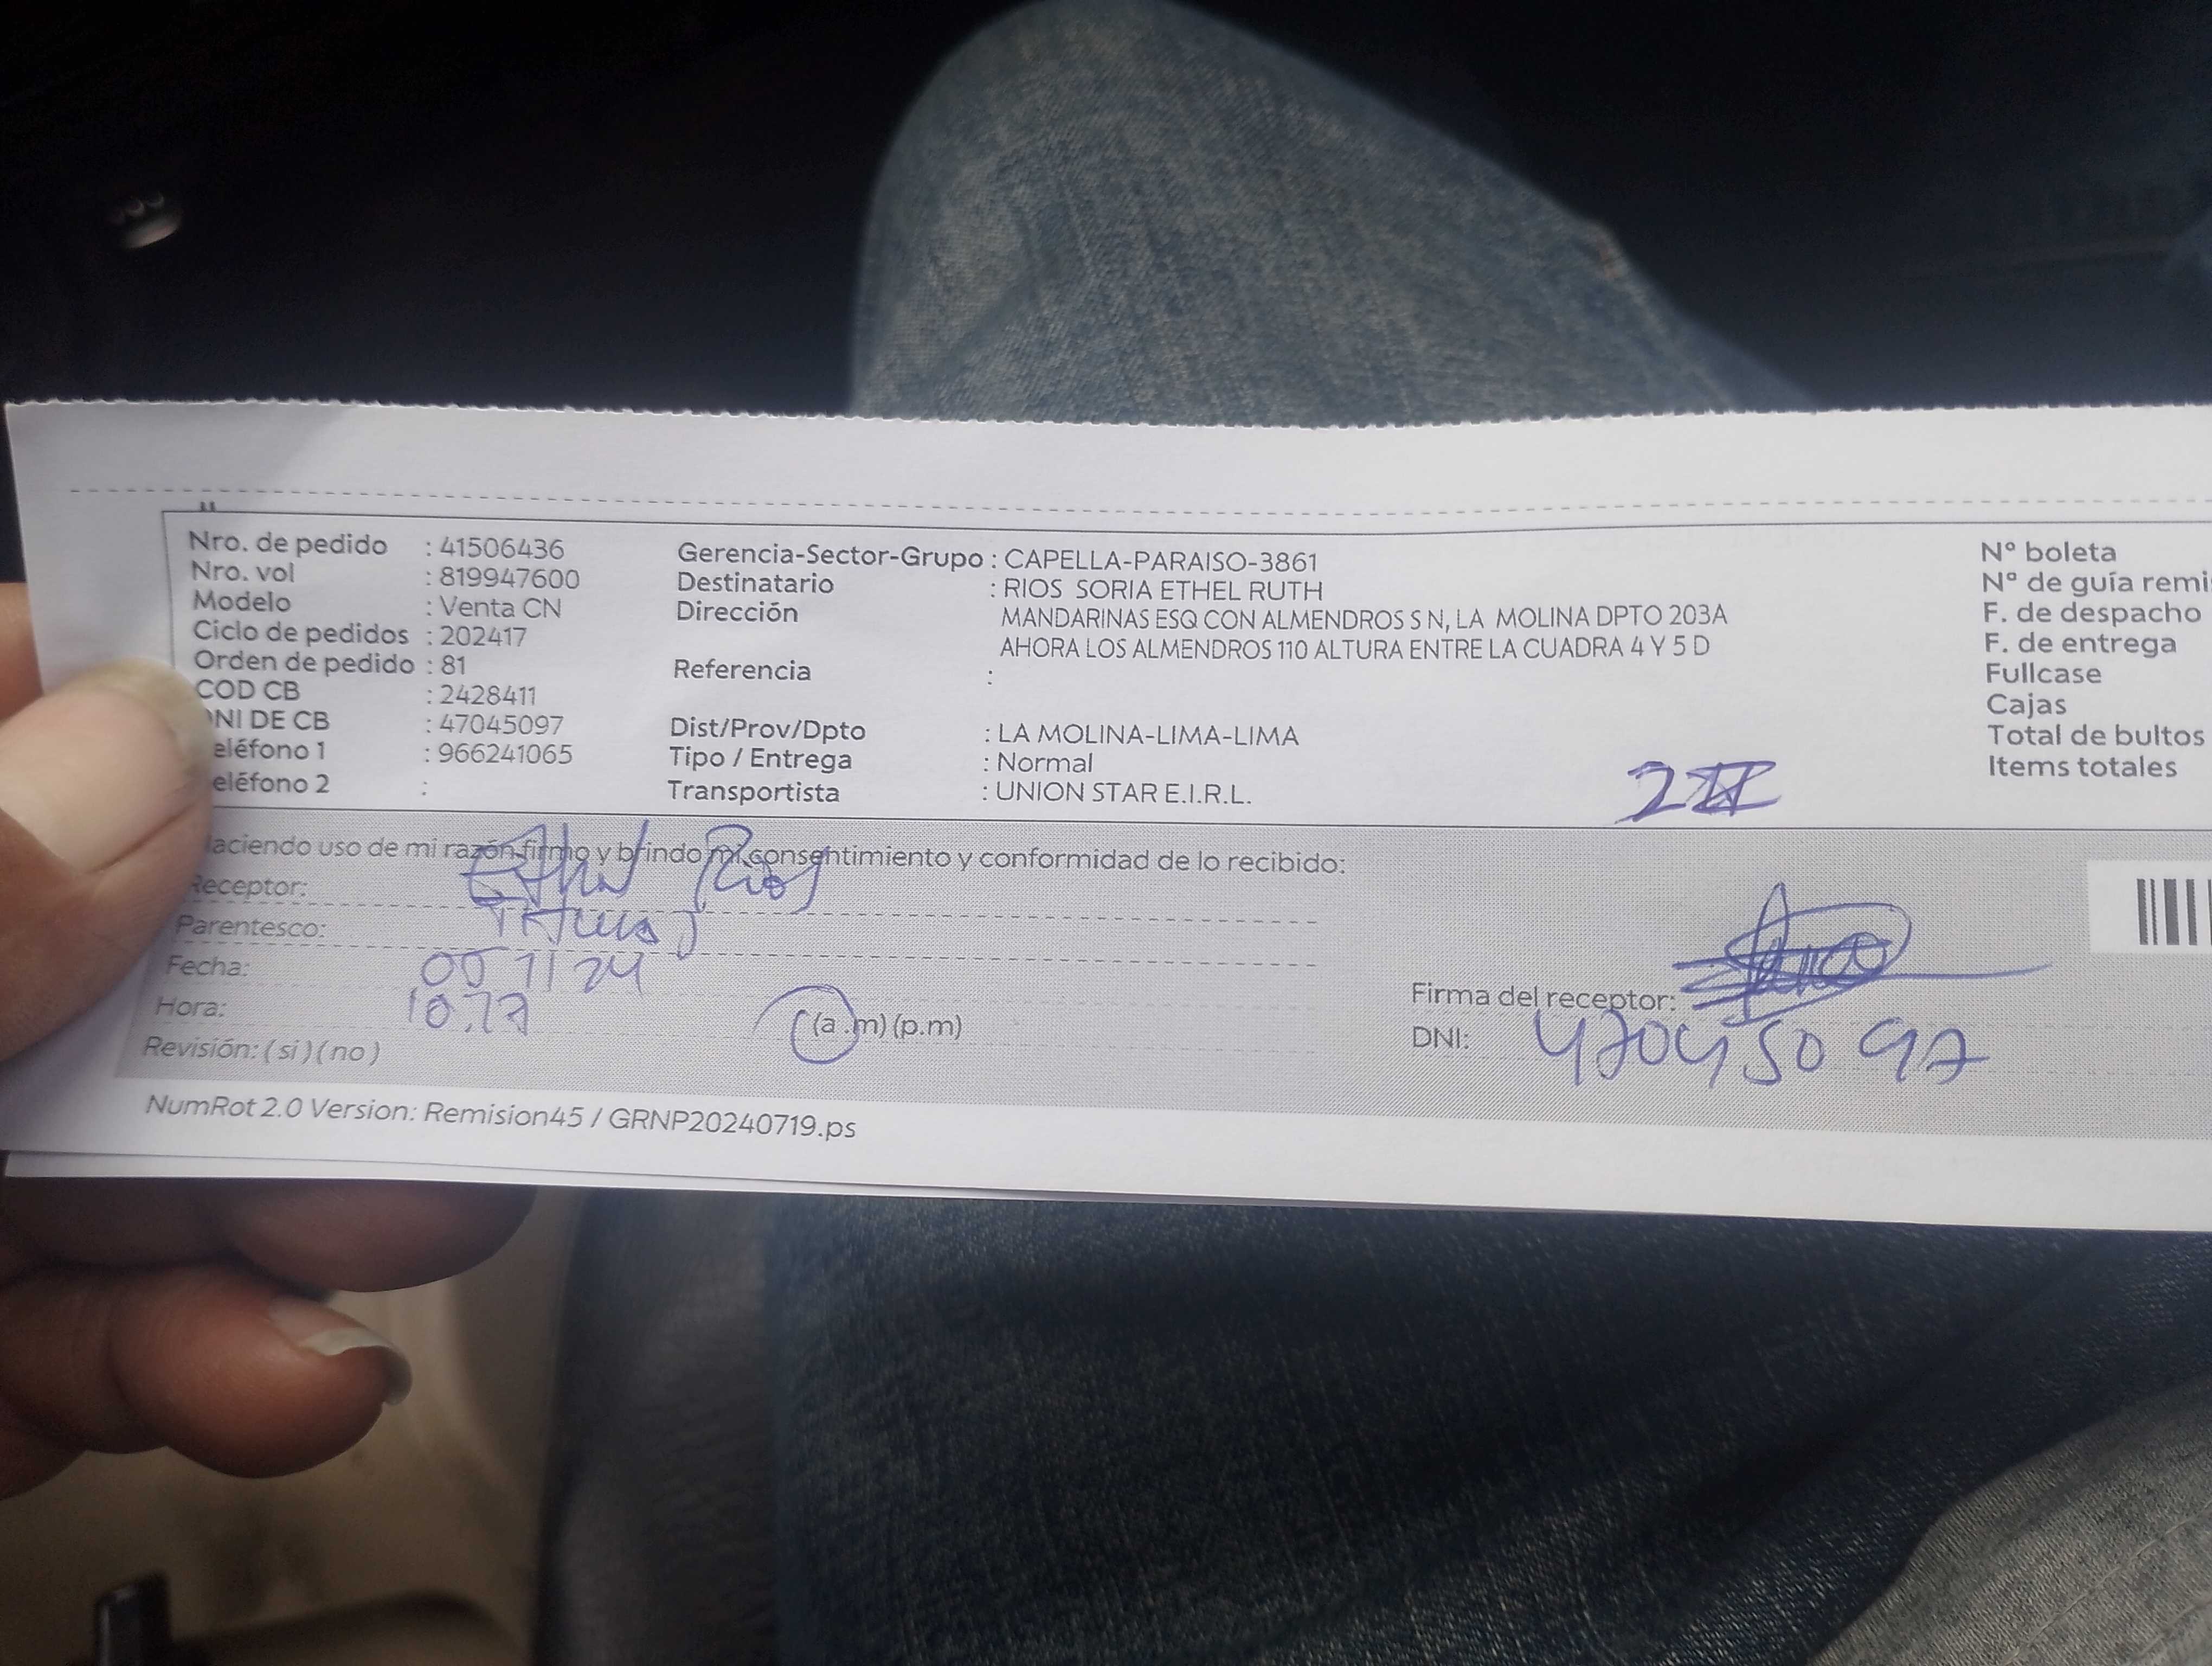 Nro. de pedido : 41506436
Nro. vol : 819947600
Modelo : Venta CN
Ciclo de pedidos : 202417
Orden de pedido : 81
COD CB : 2428411
NI DE CB : 47045097
eléfono 1 : 966241065
eléfono 2 :
Gerencia-Sector-Grupo : CAPELLA-PARAISO-3861
Destinatario : RIOS SORIA ETHEL RUTH
Dirección MANDARINAS ESQ CON ALMENDROS S N, LA MOLINA DPTO 203A
AHORA LOS ALMENDROS 110 ALTURA ENTRE LA CUADRA 4 Y 5 D
Referencia :
Dist/Prov/Dpto : LA MOLINA-LIMA-LIMA
Tipo / Entrega : Normal
Transportista : UNION STAR E.I.R.L.
N° boleta
N° de guía remi
F. de despacho
F. de entrega
Fullcase
Cajas
Total de bultos
Items totales
aciendo uso de mi razón firmo y brindo mi consentimiento y conformidad de lo recibido:
Receptor: Ethel Rios
Parentesco:
Fecha:
Hora: (a .m) (p.m)
Revisión: ( si ) ( no )
Firma del receptor:
DNI: 47045097
NumRot 2.0 Version: Remision45 / GRNP20240719.ps